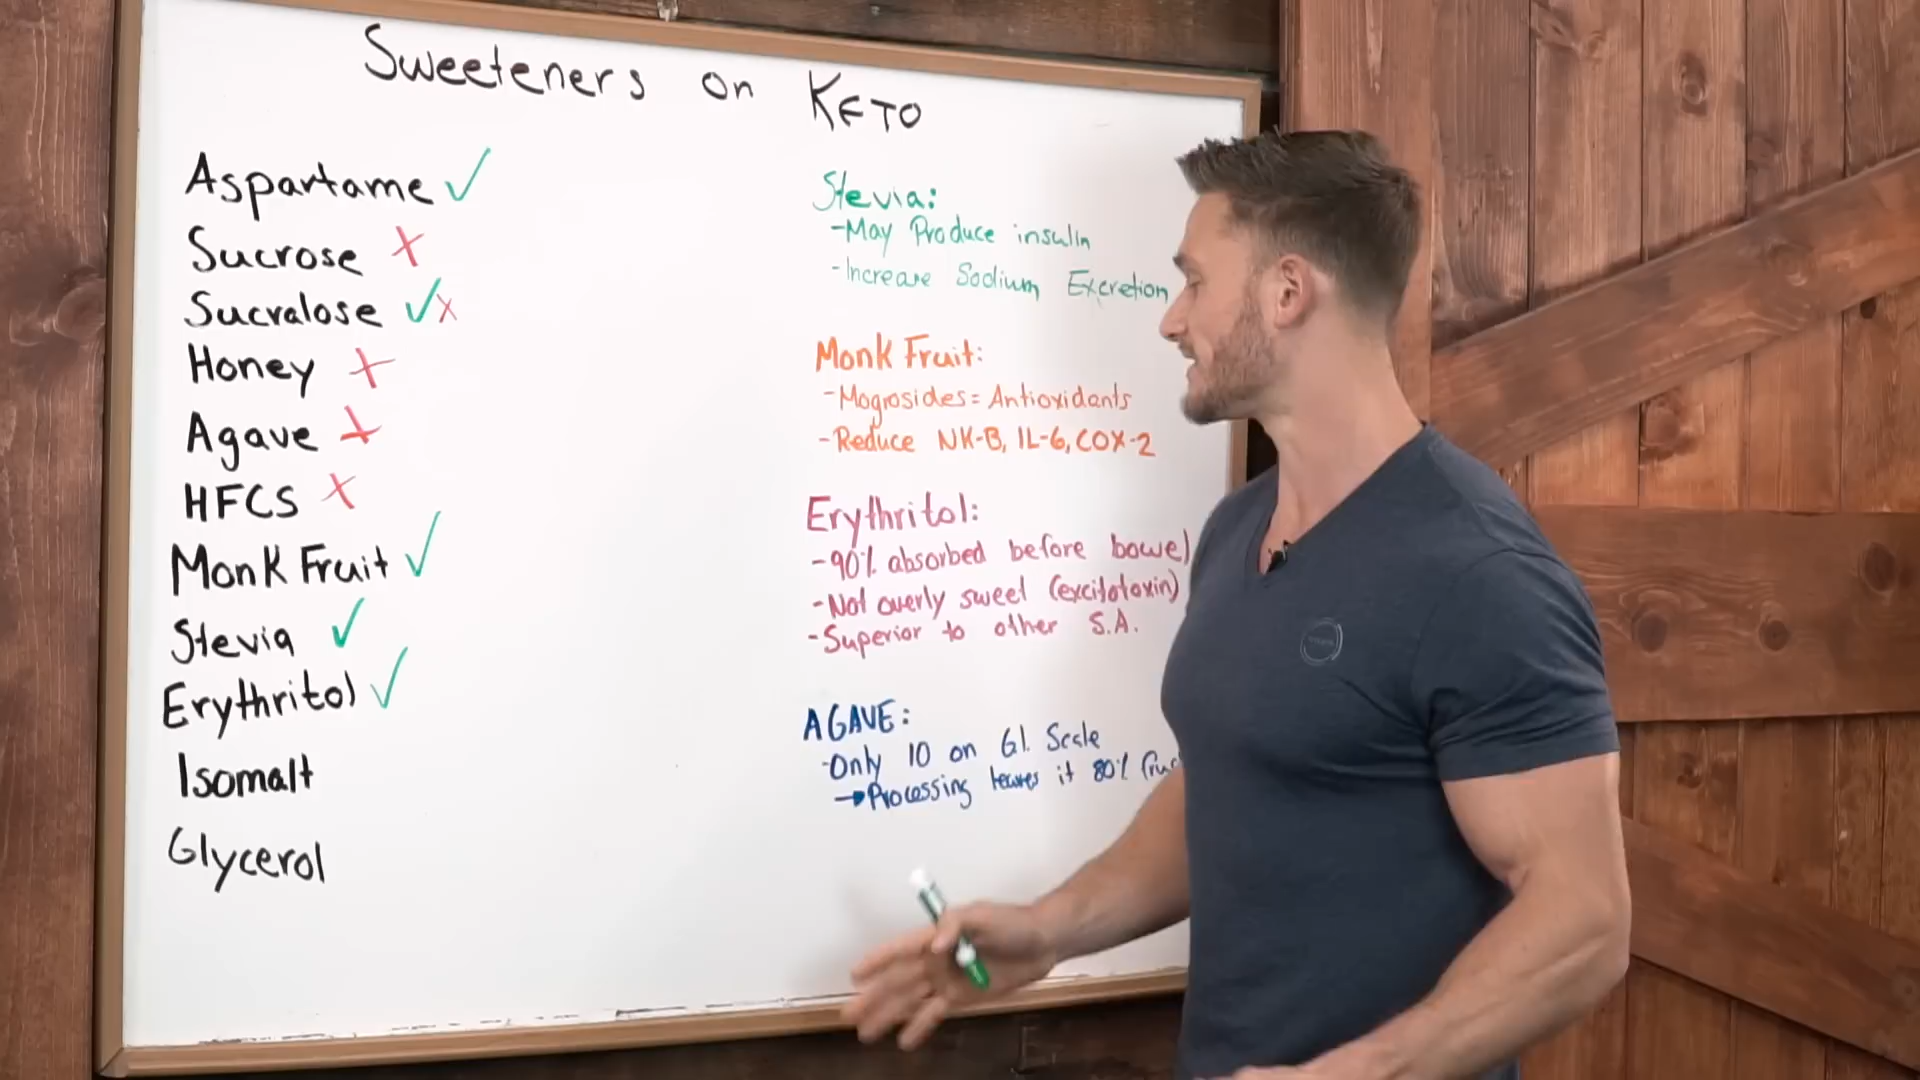 Sweeteners on KETO
Aspartame ✓
Sucrose X
Sucralose ✓x
Honey X
Agave X
HFCS X
Monk Fruit ✓
Stevia ✓
Erythritol ✓
Isomalt
Glycerol
Stevia:
-May Produce insulin
-Increase Sodium Excretion
Monk Fruit:
-Mogrosides = Antioxidants
-Reduce NK-B, IL-6, COX-2
Erythritol:
-90% absorbed before bowel
-Not overly sweet (excitotoxin)
-Superior to other S.A.
AGAVE:
-Only 10 on GI. Scale
→Processing leaves it 80%